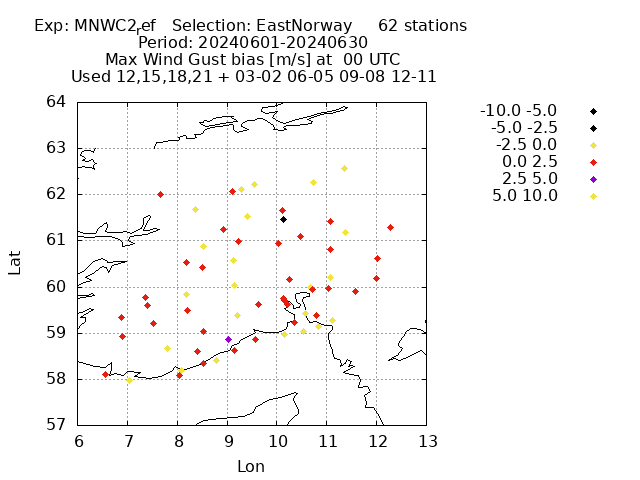 Exp: MNWC2ref Selection: EastNorway 62 stations
Period: 20240601-20240630
Max Wind Gust bias [m/s] at 00 UTC
Used 12,15,18,21 + 03-02 06-05 09-08 12-11
64
63
62
61
60
59
58
57
6 7 8 9 10 11 12 13
Lat
Lon
-10.0 -5.0
-5.0 -2.5
-2.5 0.0
0.0 2.5
2.5 5.0
5.0 10.0